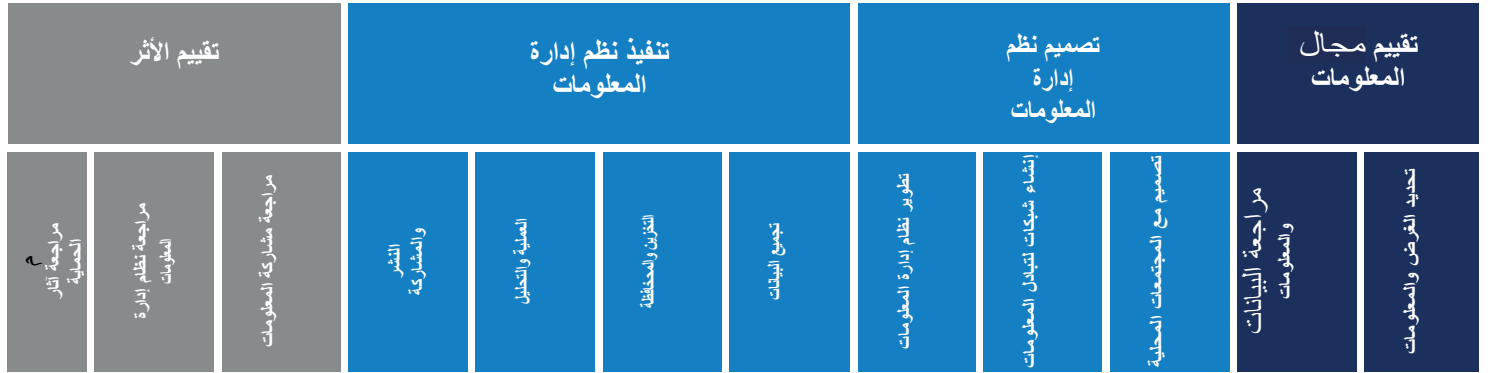 تقييم مجال
المعلومات
تصميم نظم
إدارة
المعلومات
تنفيذ نظم إدارة
المعلومات
تقييم الأثر
تحديد الغرض والمعلومات
مراجعة البيانات
والمعلومات
تصميم مع المجتمعات المحلية
إنشاء شبكات لتبادل المعلومات
تطوير نظام إدارة المعلومات
تجميع البيانات
التخزين والمحخافظة
العملية والتحليل
النشر
والمشاركة
مراجعة مشاركة المعلومات
مراجعة نظام إدارة
المعلومات
م
مراجعة آثار
الحماية